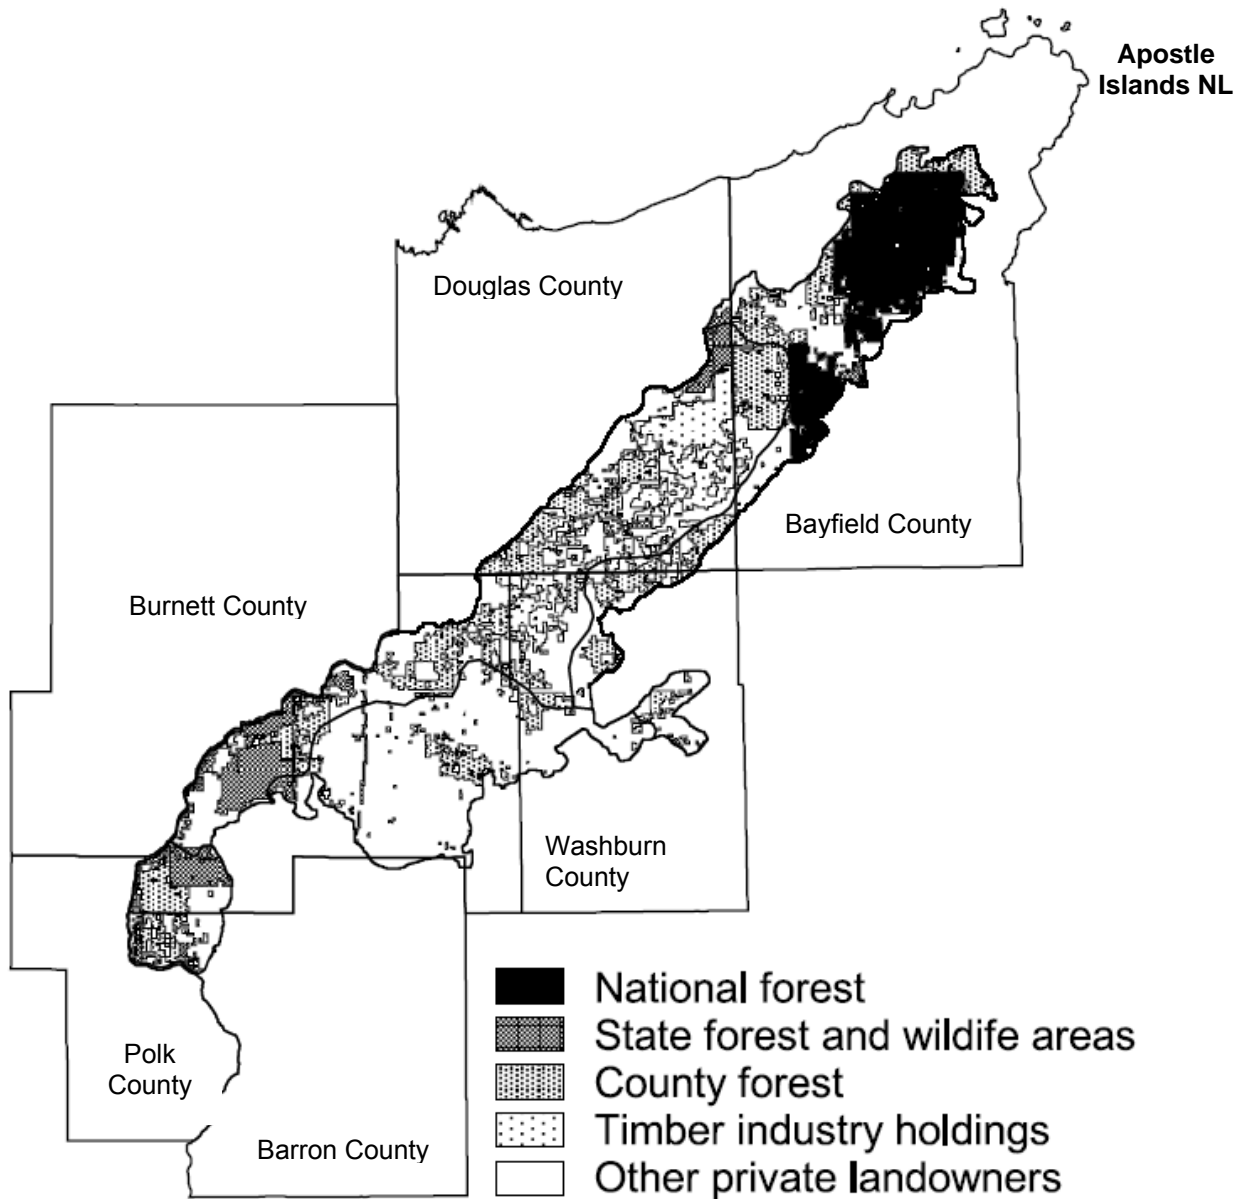 Apostle
Islands NL
Douglas County
Bayfield County
Burnett County
Washburn
County
Polk
County
Barron County
National forest
State forest and wildife areas
County forest
Timber industry holdings
Other private landowners